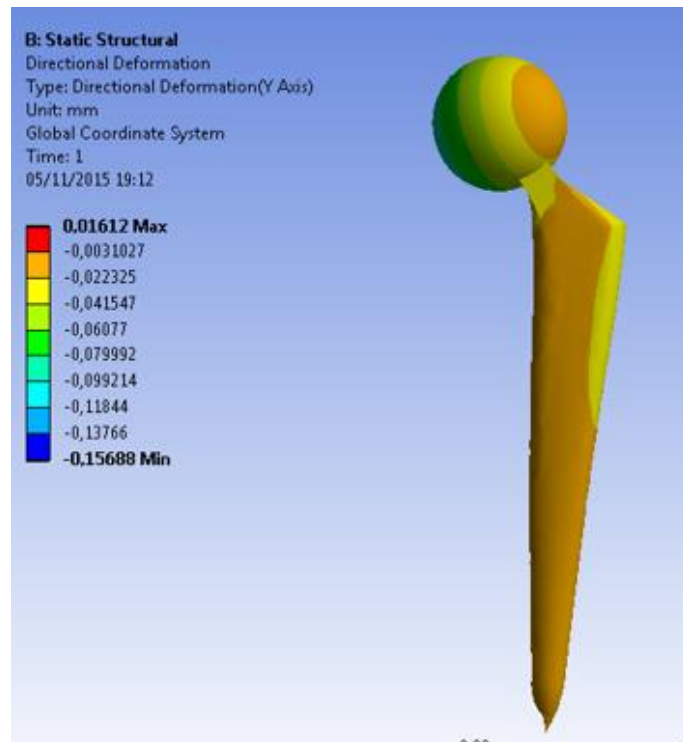 B: Static Structural
Directional Deformation
Type: Directional Deformation(Y Axis)
Unit: mm
Global Coordinate System
Time: 1
05/11/2015 19:12
0,01612 Max
-0,0031027
-0,022325
-0,041547
-0,06077
-0,079992
-0,099214
-0,11844
-0,13766
-0,15688 Min